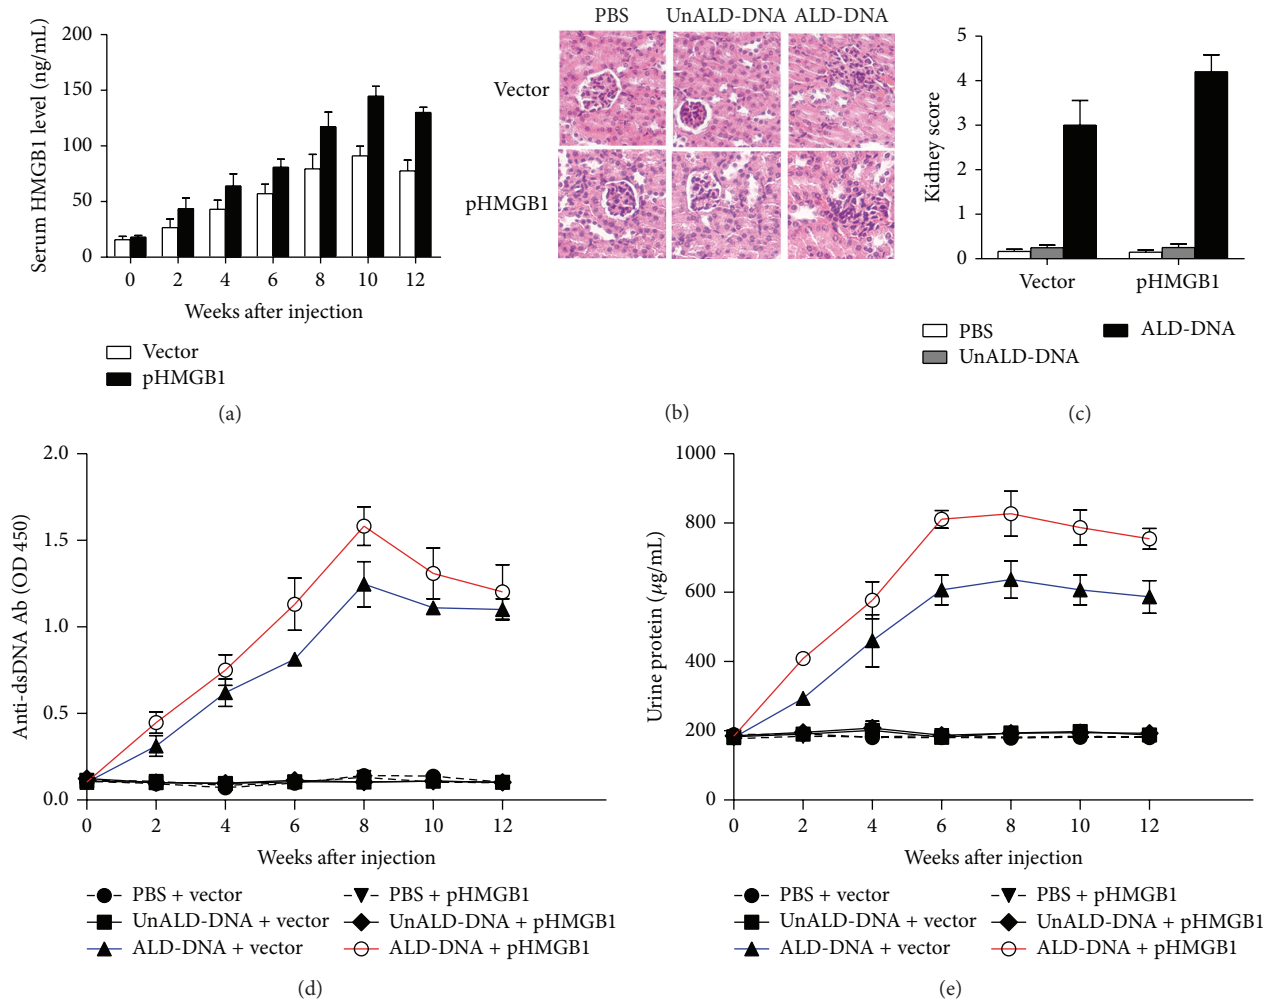 200
150
100
50
0
Serum HMGB1 level (ng/mL)
0 2 4 6 8 10 12
Weeks after injection
Vector
pHMGB1
(a)
PBS UnALD-DNA ALD-DNA
Vector
pHMGB1
(b)
5
4
3
2
1
0
Kidney score
Vector pHMGB1
PBS ALD-DNA
UnALD-DNA
(c)
2.0
1.5
1.0
0.5
0.0
Anti-dsDNA Ab (OD 450)
0 2 4 6 8 10 12
Weeks after injection
PBS + vector PBS + pHMGB1
UnALD-DNA + vector UnALD-DNA + pHMGB1
ALD-DNA + vector ALD-DNA + pHMGB1
(d)
1000
800
600
400
200
0
Urine protein (μg/mL)
0 2 4 6 8 10 12
Weeks after injection
PBS + vector PBS + pHMGB1
UnALD-DNA + vector UnALD-DNA + pHMGB1
ALD-DNA + vector ALD-DNA + pHMGB1
(e)